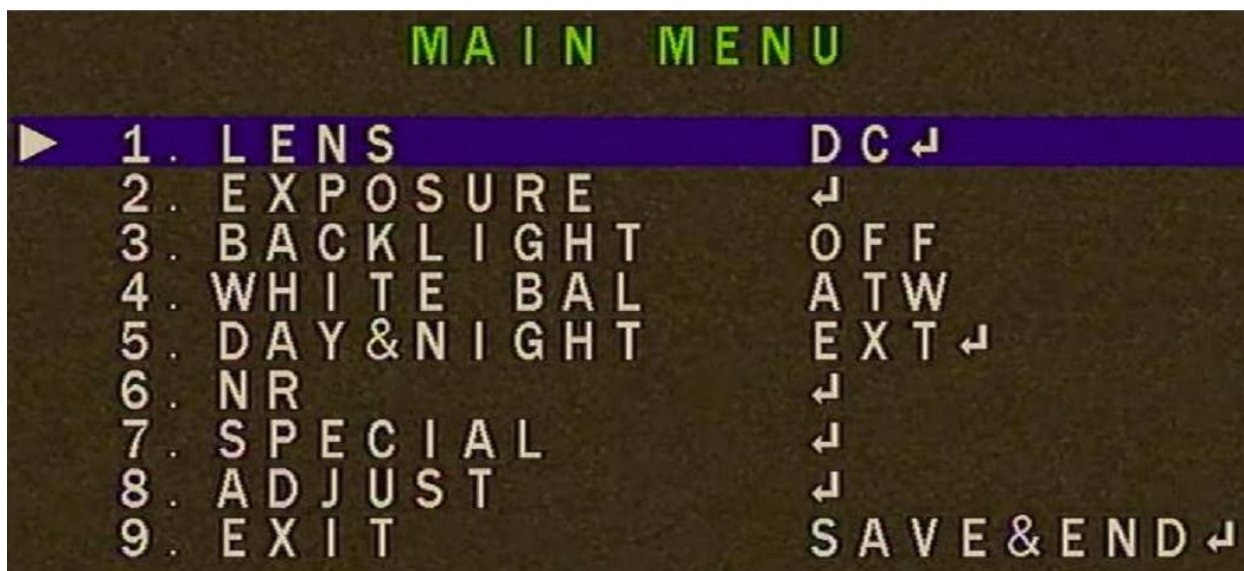 MAIN MENU
▶ 1. LENS DC↲
2. EXPOSURE ↲
3. BACKLIGHT OFF
4. WHITE BAL ATW
5. DAY&NIGHT EXT↲
6. NR ↲
7. SPECIAL ↲
8. ADJUST ↲
9. EXIT SAVE&END↲